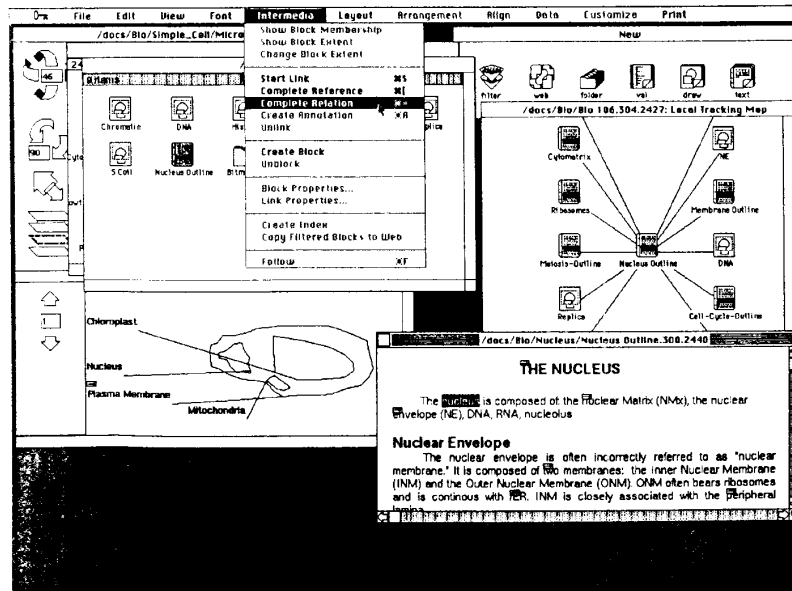 File Edit View Font Intermedia Layout Arrangement Align Data Customize Print
/docs/Bio/Simple_Cell/Micro
New
Show Block Membership
Show Block Extent
Change Block Extent
Start Link ⌘S
Complete Reference ⌘[
Complete Relation ⌘=
Create Annotation ⌘A
Unlink
Create Block
Unblock
Block Properties...
Link Properties...
Create Index
Copy Filtered Blocks to Web
Follow ⌘F
46
24
90
1
Chromatin DNA
S Coll Nucleus Outline
filter web folder val draw text
/docs/Bio/Bio 106.304.2427: Local Tracking Map
Cytomatrix NE
Ribosomes Membrane Outline
Meiosis-Outline Nucleus Outline DNA
Replica Cell-Cycle-Outline
Chloroplast
Nucleus
Plasma Membrane
Mitochondria
/docs/Bio/Nucleus/Nucleus Outline.300.2440
THE NUCLEUS
The nucleus is composed of the Nuclear Matrix (NMx), the nuclear
envelope (NE), DNA, RNA, nucleolus
Nuclear Envelope
The nuclear envelope is often incorrectly referred to as "nuclear
membrane." It is composed of two membranes: the inner Nuclear Membrane
(INM) and the Outer Nuclear Membrane (ONM). ONM often bears ribosomes
and is continous with rER. INM is closely associated with the peripheral
lamina